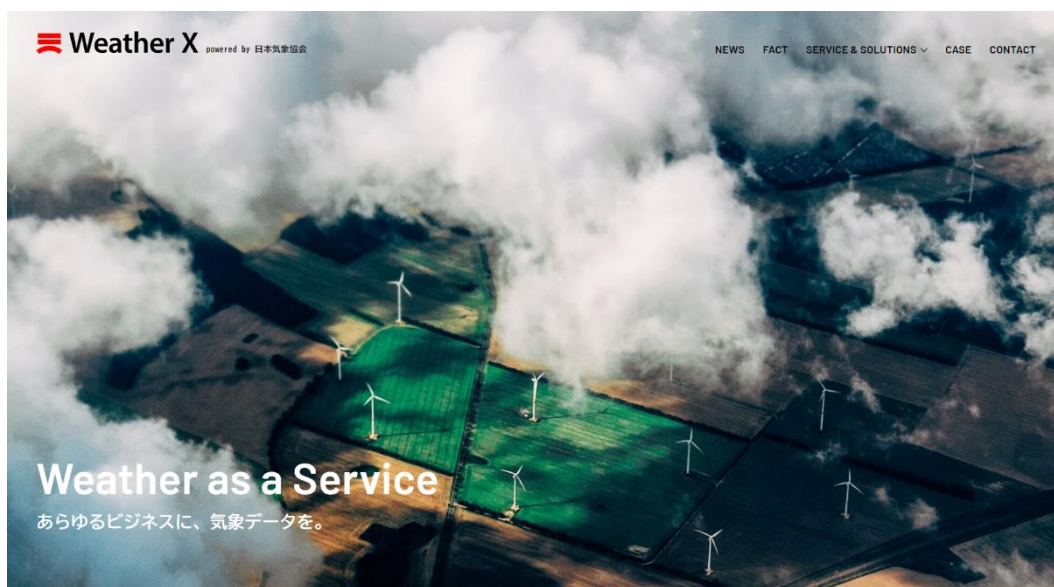 Weather X powered by 日本気象協会
NEWS FACT SERVICE & SOLUTIONS CASE CONTACT
Weather as a Service
あらゆるビジネスに、気象データを。